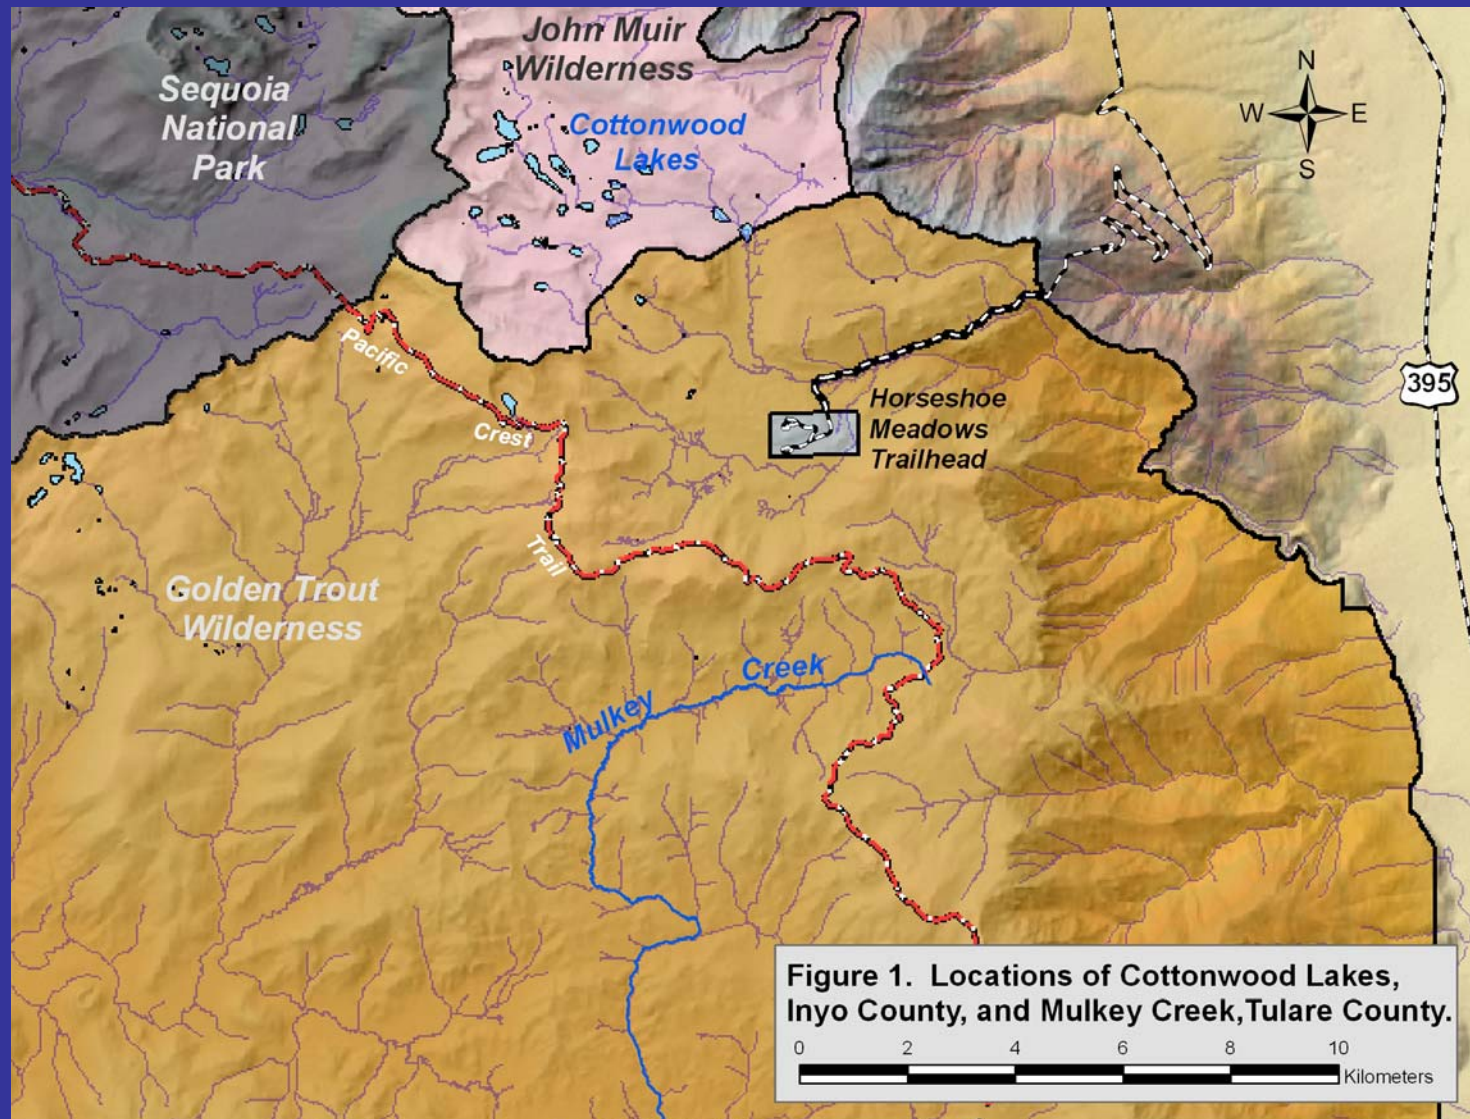 John Muir
Wilderness
Sequoia
National
Park
Cottonwood
Lakes
N
W E
S
Pacific
Crest
Trail
395
Horseshoe
Meadows
Trailhead
Golden Trout
Wilderness
Mulkey
Creek
Figure 1. Locations of Cottonwood Lakes,
Inyo County, and Mulkey Creek,Tulare County.
0 2 4 6 8 10
Kilometers